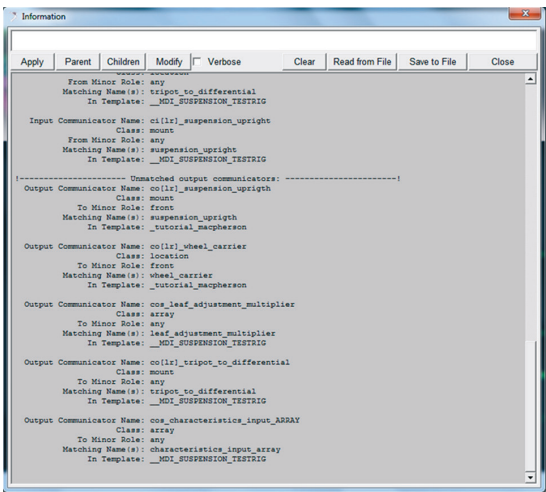 Information
Apply Parent Children Modify Verbose Clear Read from File Save to File Close
From Minor Role: any
Matching Name(s): tripot_to_differential
In Template: __MDI_SUSPENSION_TESTRIG
Input Communicator Name: ci[lr]_suspension_upright
Class: mount
From Minor Role: any
Matching Name(s): suspension_upright
In Template: __MDI_SUSPENSION_TESTRIG
!---------------------- Unmatched output communicators: -----------------------!
Output Communicator Name: co[lr]_suspension_uprigth
Class: mount
To Minor Role: front
Matching Name(s): suspension_uprigth
In Template: _tutorial_macpherson
Output Communicator Name: co[lr]_wheel_carrier
Class: location
To Minor Role: front
Matching Name(s): wheel_carrier
In Template: _tutorial_macpherson
Output Communicator Name: cos_leaf_adjustment_multiplier
Class: array
To Minor Role: any
Matching Name(s): leaf_adjustment_multiplier
In Template: __MDI_SUSPENSION_TESTRIG
Output Communicator Name: co[lr]_tripot_to_differential
Class: mount
To Minor Role: any
Matching Name(s): tripot_to_differential
In Template: __MDI_SUSPENSION_TESTRIG
Output Communicator Name: cos_characteristics_input_ARRAY
Class: array
To Minor Role: any
Matching Name(s): characteristics_input_array
In Template: __MDI_SUSPENSION_TESTRIG